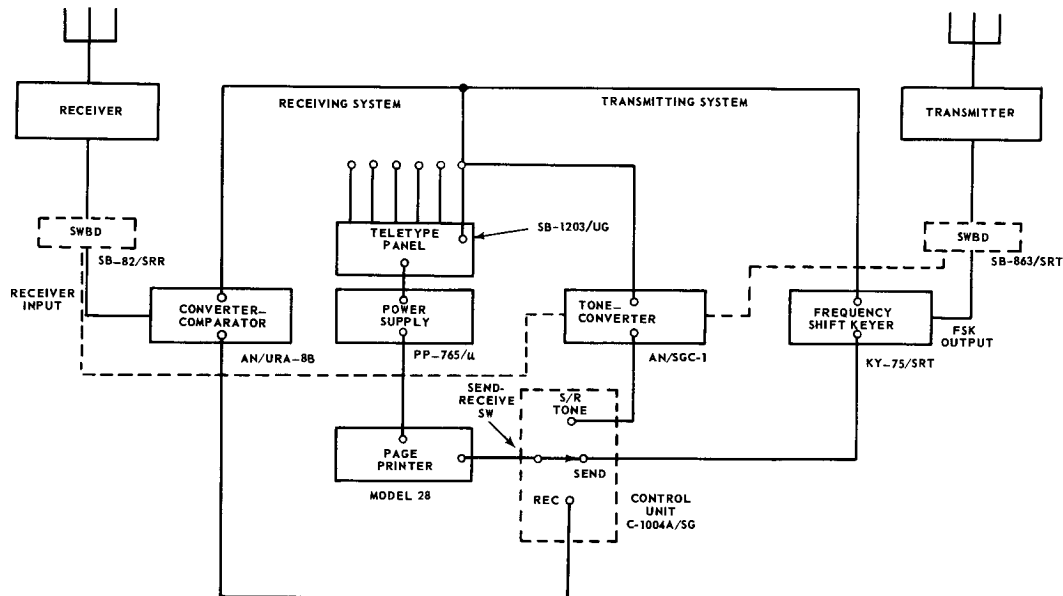 RECEIVER
RECEIVING SYSTEM
TRANSMITTING SYSTEM
TRANSMITTER
SWBD
SB-82/SRR
TELETYPE
PANEL
SB-1203/UG
SWBD
SB-863/SRT
RECEIVER
INPUT
CONVERTER-
COMPARATOR
AN/URA-8B
POWER
SUPPLY
PP-765/u
TONE-
CONVERTER
AN/SGC-1
FREQUENCY
SHIFT KEYER
KY-75/SRT
FSK
OUTPUT
SEND-
RECEIVE
SW
S/R
TONE
PAGE
PRINTER
MODEL 28
SEND
REC
CONTROL
UNIT
C-1004A/SG